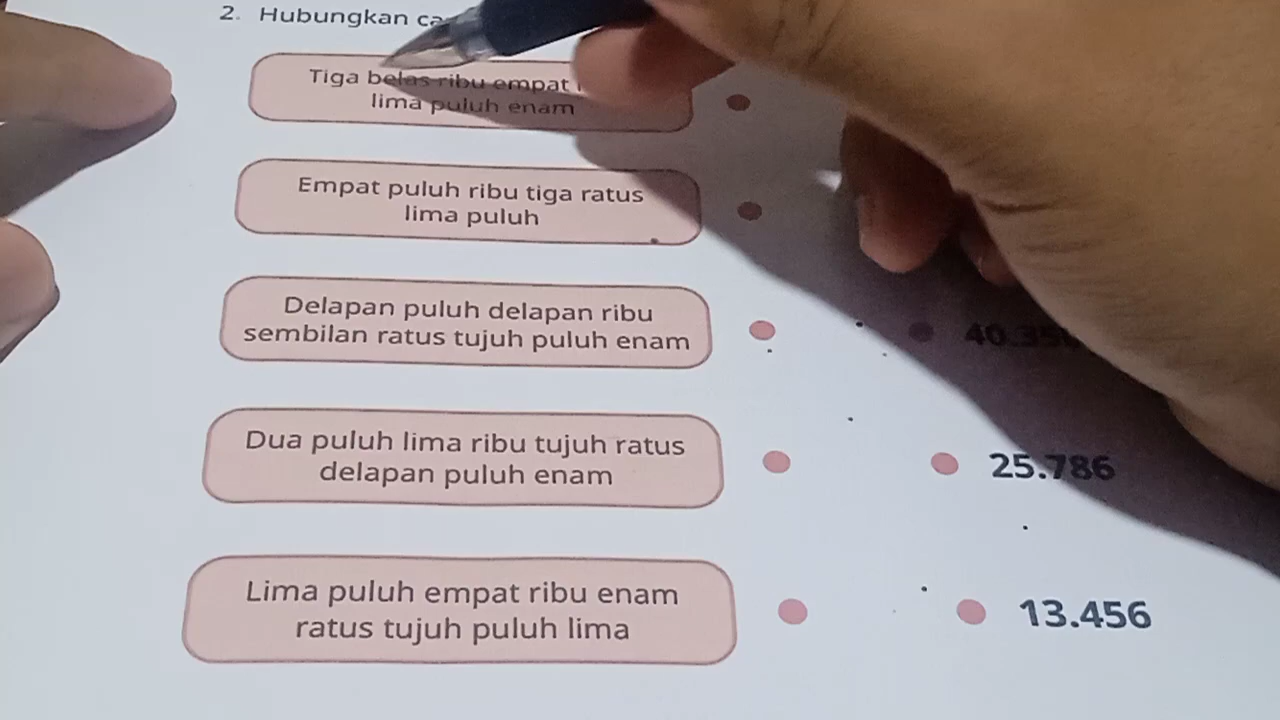 2. Hubungkan
Tiga belas ribu empat
lima puluh enam
Empat puluh ribu tiga ratus
lima puluh
Delapan puluh delapan ribu
sembilan ratus tujuh puluh enam
Dua puluh lima ribu tujuh ratus
delapan puluh enam
25.786
Lima puluh empat ribu enam
ratus tujuh puluh lima
13.456